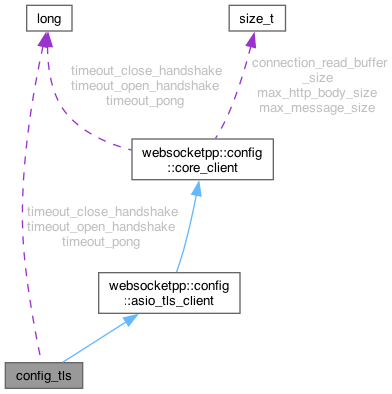 long
size_t
timeout_close_handshake
timeout_open_handshake
timeout_pong
connection_read_buffer
_size
max_http_body_size
max_message_size
websocketpp::config
::core_client
timeout_close_handshake
timeout_open_handshake
timeout_pong
websocketpp::config
::asio_tls_client
config_tls